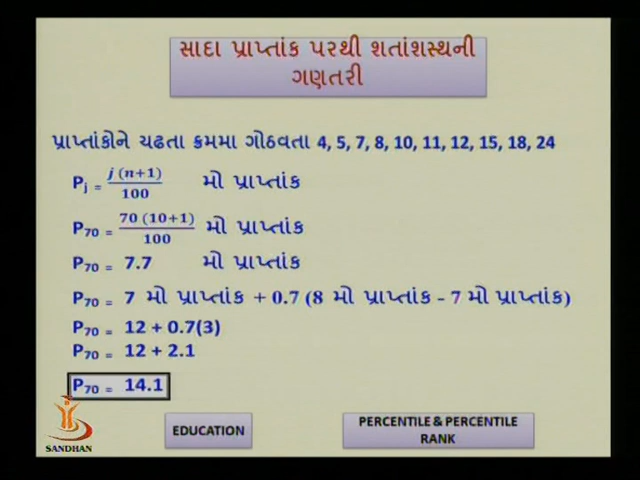 સાદા પ્રાપ્તાંક પરથી શતાંશસ્થની
ગણતરી
પ્રાપ્તાંકોને ચઢતા ક્રમમા ગોઠવતા 4, 5, 7, 8, 10, 11, 12, 15, 18, 24
Pj = j (n+1)/100 મો પ્રાપ્તાંક
P70 = 70 (10+1)/100 મો પ્રાપ્તાંક
P70 = 7.7 મો પ્રાપ્તાંક
P70 = 7 મો પ્રાપ્તાંક + 0.7 (8 મો પ્રાપ્તાંક - 7 મો પ્રાપ્તાંક)
P70 = 12 + 0.7(3)
P70 = 12 + 2.1
P70 = 14.1
SANDHAN
EDUCATION
PERCENTILE & PERCENTILE
RANK